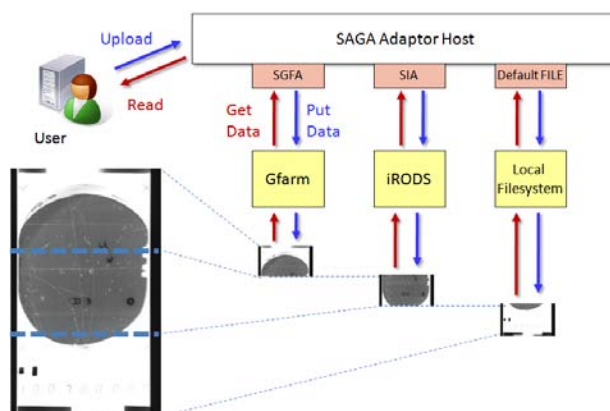 SAGA Adaptor Host
Upload
Read
User
SGFA
SIA
Default FILE
Get
Data
Put
Data
Gfarm
iRODS
Local
Filesystem